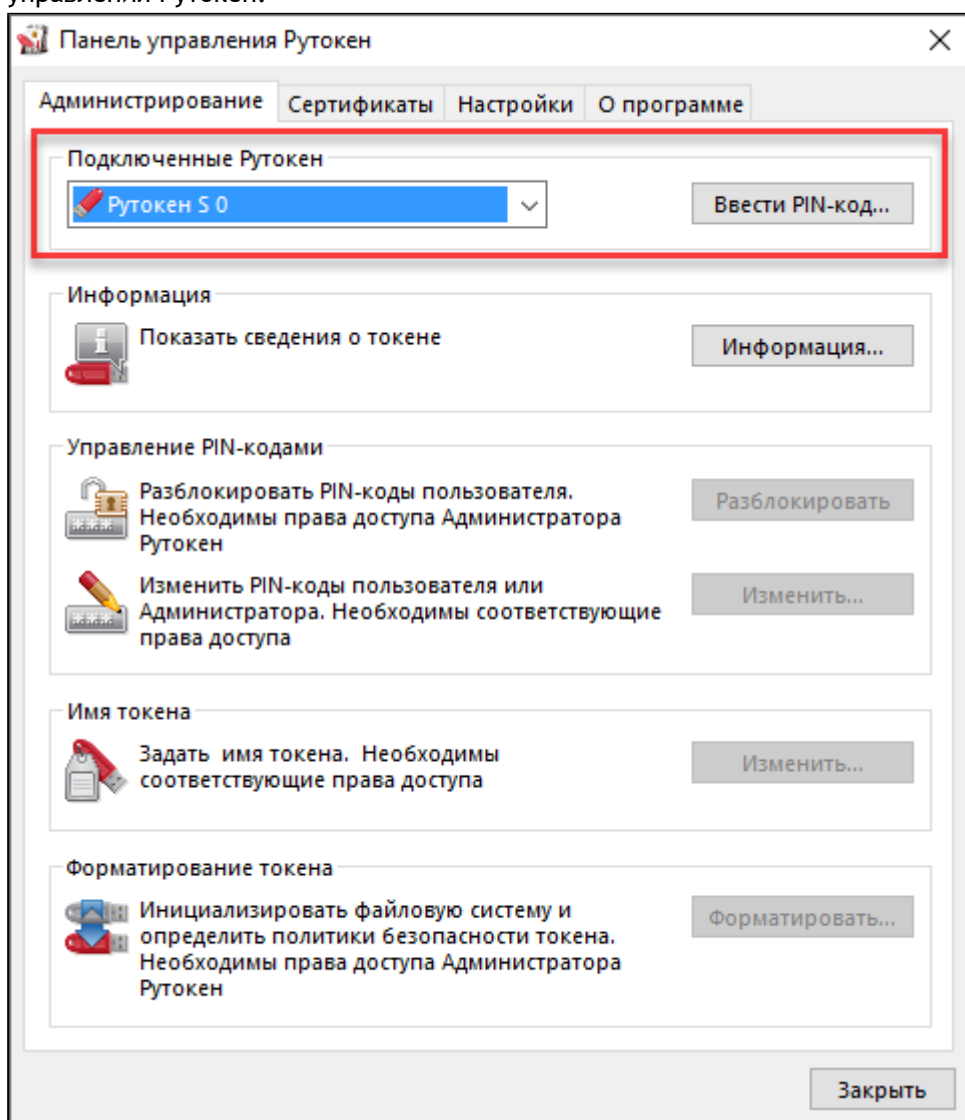 управления Рутокен.
Панель управления Рутокен
Администрирование Сертификаты Настройки О программе
Подключенные Рутокен
Рутокен S 0
Ввести PIN-код...
Информация
Показать сведения о токене
Информация...
Управление PIN-кодами
Разблокировать PIN-коды пользователя.
Необходимы права доступа Администратора
Рутокен
Разблокировать
Изменить PIN-коды пользователя или
Администратора. Необходимы соответствующие
права доступа
Изменить...
Имя токена
Задать имя токена. Необходимы
соответствующие права доступа
Изменить...
Форматирование токена
Инициализировать файловую систему и
определить политики безопасности токена.
Необходимы права доступа Администратора
Рутокен
Форматировать...
Закрыть